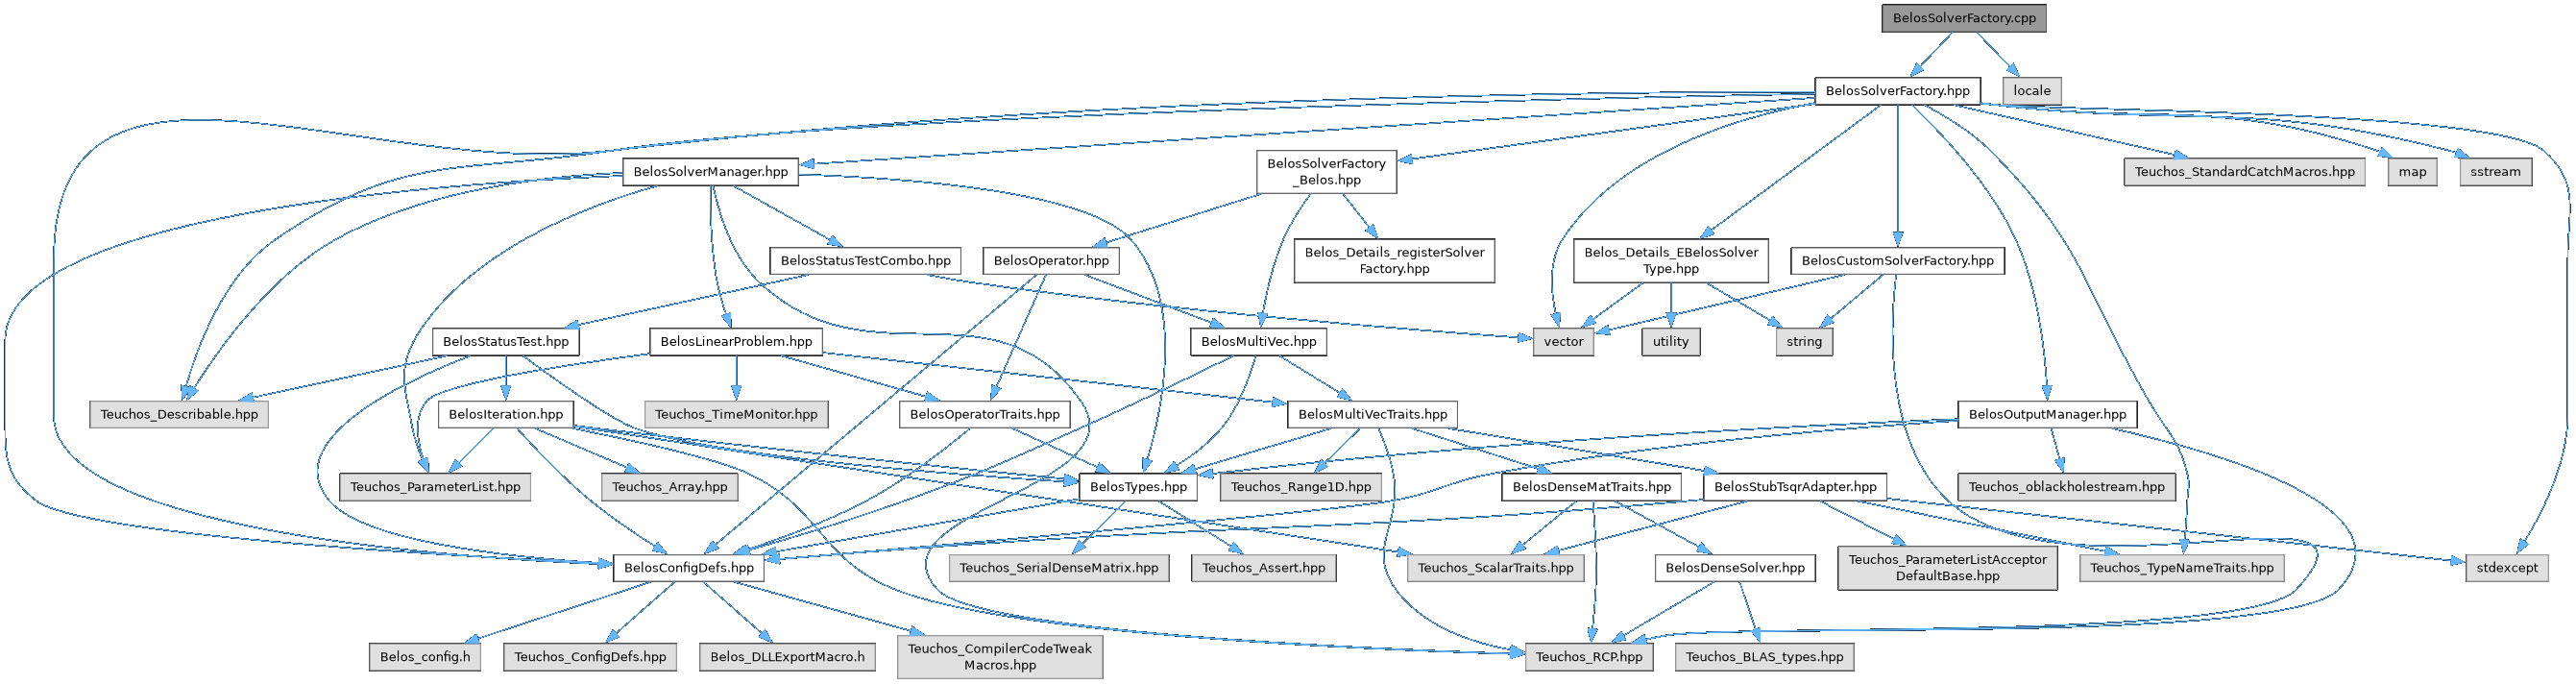 BelosSolverFactory.cpp
BelosSolverFactory.hpp
locale
BelosSolverManager.hpp
BelosSolverFactory
_Belos.hpp
Teuchos_StandardCatchMacros.hpp
map
sstream
BelosStatusTestCombo.hpp
BelosOperator.hpp
Belos_Details_registerSolver
Factory.hpp
Belos_Details_EBelosSolver
Type.hpp
BelosCustomSolverFactory.hpp
BelosStatusTest.hpp
BelosLinearProblem.hpp
BelosMultiVec.hpp
vector
utility
string
Teuchos_Describable.hpp
BelosIteration.hpp
Teuchos_TimeMonitor.hpp
BelosOperatorTraits.hpp
BelosMultiVecTraits.hpp
BelosOutputManager.hpp
Teuchos_ParameterList.hpp
Teuchos_Array.hpp
BelosTypes.hpp
Teuchos_Range1D.hpp
BelosDenseMatTraits.hpp
BelosStubTsqrAdapter.hpp
Teuchos_oblackholestream.hpp
BelosConfigDefs.hpp
Teuchos_SerialDenseMatrix.hpp
Teuchos_Assert.hpp
Teuchos_ScalarTraits.hpp
BelosDenseSolver.hpp
Teuchos_ParameterListAcceptor
DefaultBase.hpp
Teuchos_TypeNameTraits.hpp
stdexcept
Belos_config.h
Teuchos_ConfigDefs.hpp
Belos_DLLExportMacro.h
Teuchos_CompilerCodeTweak
Macros.hpp
Teuchos_RCP.hpp
Teuchos_BLAS_types.hpp